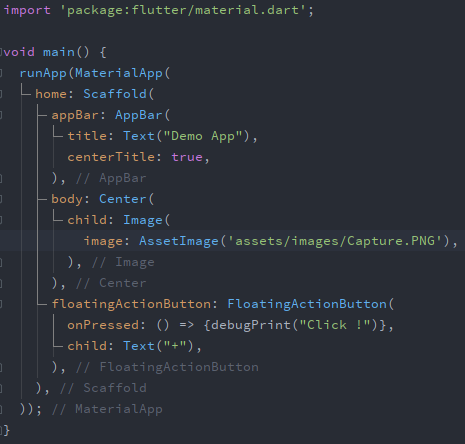 import 'package:flutter/material.dart';
void main() {
runApp(MaterialApp(
home: Scaffold(
appBar: AppBar(
title: Text("Demo App"),
centerTitle: true,
), // AppBar
body: Center(
child: Image(
image: AssetImage('assets/images/Capture.PNG'),
), // Image
), // Center
floatingActionButton: FloatingActionButton(
onPressed: () => {debugPrint("Click !")},
child: Text("+"),
), // FloatingActionButton
), // Scaffold
)); // MaterialApp
}